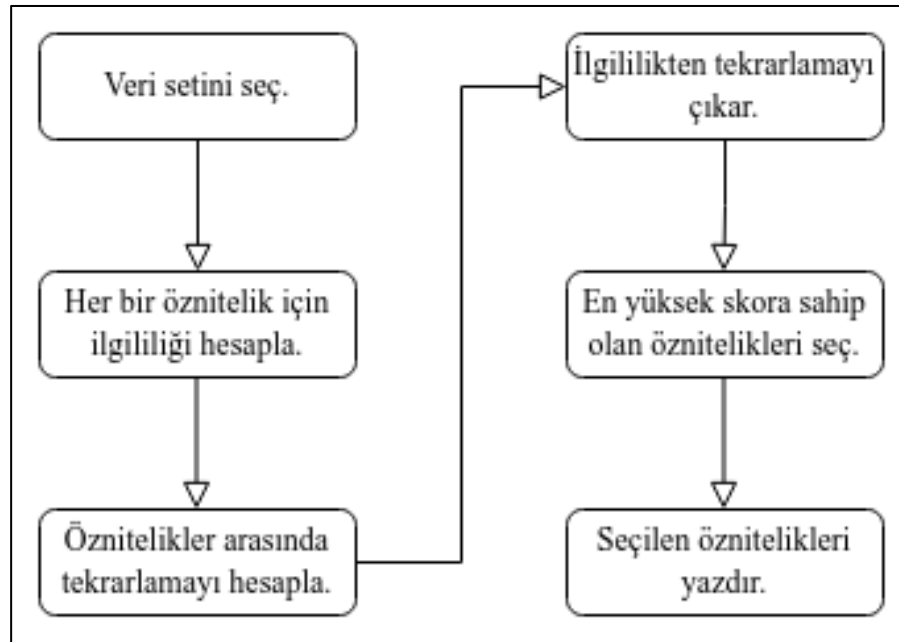 Veri setini seç.
Her bir öznitelik için
ilgililiği hesapla.
Öznitelikler arasında
tekrarlamayı hesapla.
İlgililikten tekrarlamayı
çıkar.
En yüksek skora sahip
olan öznitelikleri seç.
Seçilen öznitelikleri
yazdır.